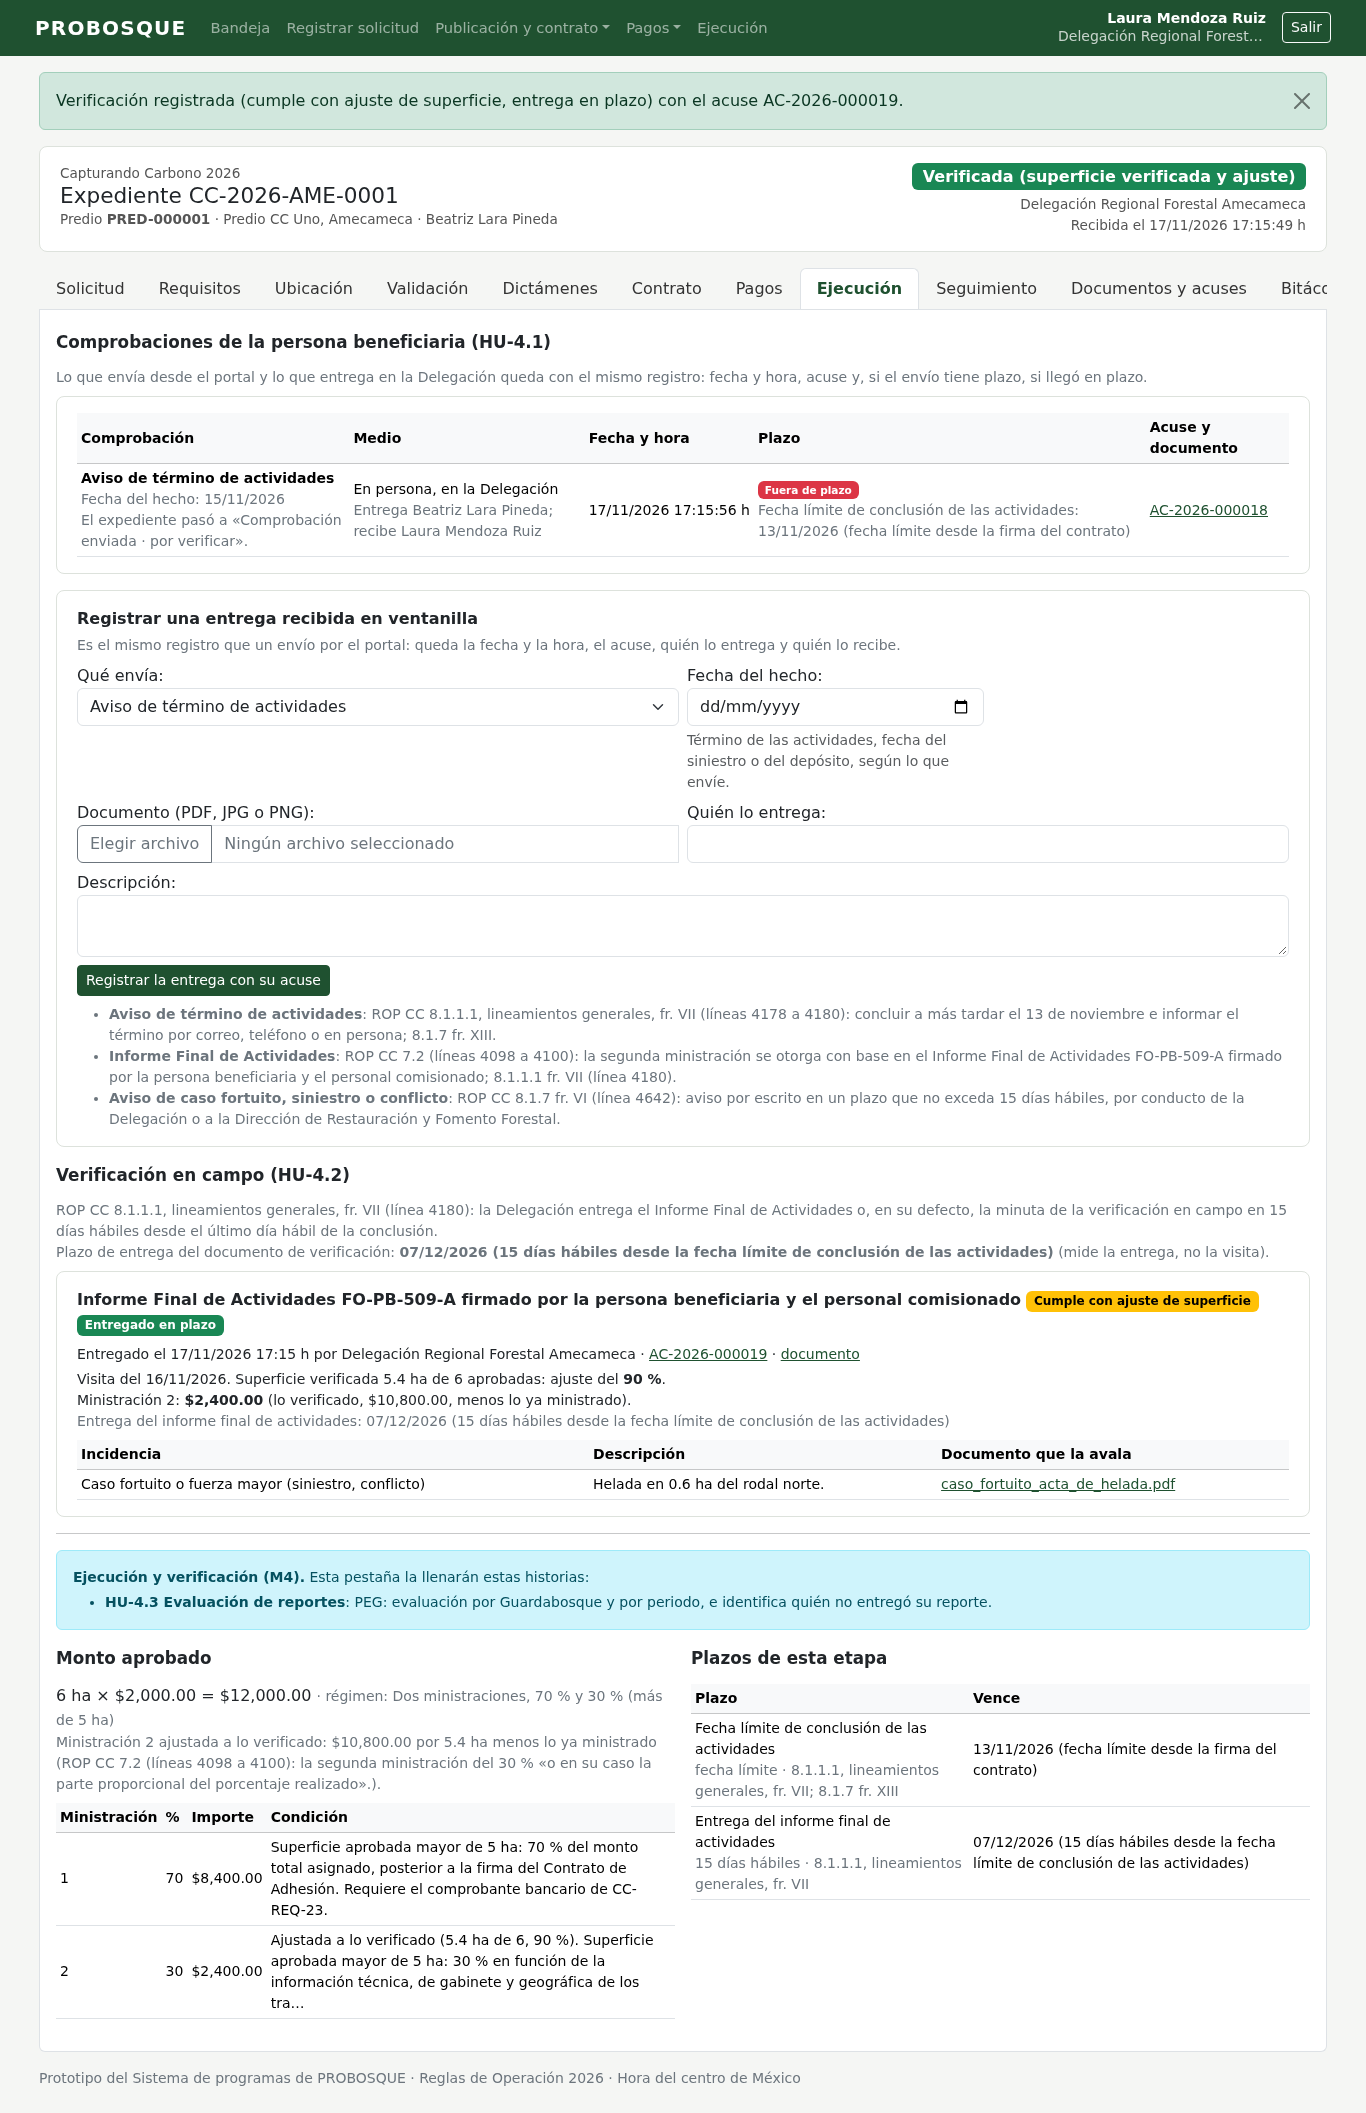 PROBOSQUE
Bandeja
Registrar solicitud
Publicación y contrato
Pagos
Ejecución
Laura Mendoza Ruiz
Delegación Regional Forest...
Salir
Verificación registrada (cumple con ajuste de superficie, entrega en plazo) con el acuse AC-2026-000019.
Capturando Carbono 2026
Expediente CC-2026-AME-0001
Predio PRED-000001 · Predio CC Uno, Amecameca · Beatriz Lara Pineda
Verificada (superficie verificada y ajuste)
Delegación Regional Forestal Amecameca
Recibida el 17/11/2026 17:15:49 h
Solicitud
Requisitos
Ubicación
Validación
Dictámenes
Contrato
Pagos
Ejecución
Seguimiento
Documentos y acuses
Bitáco
Comprobaciones de la persona beneficiaria (HU-4.1)
Lo que envía desde el portal y lo que entrega en la Delegación queda con el mismo registro: fecha y hora, acuse y, si el envío tiene plazo, si llegó en plazo.
Comprobación
Medio
Fecha y hora
Plazo
Acuse y
documento
Aviso de término de actividades
Fecha del hecho: 15/11/2026
El expediente pasó a «Comprobación
enviada · por verificar».
En persona, en la Delegación
Entrega Beatriz Lara Pineda;
recibe Laura Mendoza Ruiz
17/11/2026 17:15:56 h
Fuera de plazo
Fecha límite de conclusión de las actividades:
13/11/2026 (fecha límite desde la firma del contrato)
AC-2026-000018
Registrar una entrega recibida en ventanilla
Es el mismo registro que un envío por el portal: queda la fecha y la hora, el acuse, quién lo entrega y quién lo recibe.
Qué envía:
Fecha del hecho:
Aviso de término de actividades
dd/mm/yyyy
Término de las actividades, fecha del
siniestro o del depósito, según lo que
envíe.
Documento (PDF, JPG o PNG):
Quién lo entrega:
Elegir archivo
Ningún archivo seleccionado
Descripción:
Registrar la entrega con su acuse
• Aviso de término de actividades: ROP CC 8.1.1.1, lineamientos generales, fr. VII (líneas 4178 a 4180): concluir a más tardar el 13 de noviembre e informar el
término por correo, teléfono o en persona; 8.1.7 fr. XIII.
• Informe Final de Actividades: ROP CC 7.2 (líneas 4098 a 4100): la segunda ministración se otorga con base en el Informe Final de Actividades FO-PB-509-A firmado
por la persona beneficiaria y el personal comisionado; 8.1.1.1 fr. VII (línea 4180).
• Aviso de caso fortuito, siniestro o conflicto: ROP CC 8.1.7 fr. VI (línea 4642): aviso por escrito en un plazo que no exceda 15 días hábiles, por conducto de la
Delegación o a la Dirección de Restauración y Fomento Forestal.
Verificación en campo (HU-4.2)
ROP CC 8.1.1.1, lineamientos generales, fr. VII (línea 4180): la Delegación entrega el Informe Final de Actividades o, en su defecto, la minuta de la verificación en campo en 15
días hábiles desde el último día hábil de la conclusión.
Plazo de entrega del documento de verificación: 07/12/2026 (15 días hábiles desde la fecha límite de conclusión de las actividades) (mide la entrega, no la visita).
Informe Final de Actividades FO-PB-509-A firmado por la persona beneficiaria y el personal comisionado Cumple con ajuste de superficie
Entregado en plazo
Entregado el 17/11/2026 17:15 h por Delegación Regional Forestal Amecameca · AC-2026-000019 · documento
Visita del 16/11/2026. Superficie verificada 5.4 ha de 6 aprobadas: ajuste del 90 %.
Ministración 2: $2,400.00 (lo verificado, $10,800.00, menos lo ya ministrado).
Entrega del informe final de actividades: 07/12/2026 (15 días hábiles desde la fecha límite de conclusión de las actividades)
Incidencia
Descripción
Documento que la avala
Caso fortuito o fuerza mayor (siniestro, conflicto)
Helada en 0.6 ha del rodal norte.
caso_fortuito_acta_de_helada.pdf
Ejecución y verificación (M4). Esta pestaña la llenarán estas historias:
• HU-4.3 Evaluación de reportes: PEG: evaluación por Guardabosque y por periodo, e identifica quién no entregó su reporte.
Monto aprobado
6 ha × $2,000.00 = $12,000.00 · régimen: Dos ministraciones, 70 % y 30 % (más
de 5 ha)
Ministración 2 ajustada a lo verificado: $10,800.00 por 5.4 ha menos lo ya ministrado
(ROP CC 7.2 (líneas 4098 a 4100): la segunda ministración del 30 % «o en su caso la
parte proporcional del porcentaje realizado».).
Ministración
%
Importe
Condición
1
70
$8,400.00
Superficie aprobada mayor de 5 ha: 70 % del monto
total asignado, posterior a la firma del Contrato de
Adhesión. Requiere el comprobante bancario de CC-
REQ-23.
2
30
$2,400.00
Ajustada a lo verificado (5.4 ha de 6, 90 %). Superficie
aprobada mayor de 5 ha: 30 % en función de la
información técnica, de gabinete y geográfica de los
tra...
Plazos de esta etapa
Plazo
Vence
Fecha límite de conclusión de las
actividades
fecha límite · 8.1.1.1, lineamientos
generales, fr. VII; 8.1.7 fr. XIII
13/11/2026 (fecha límite desde la firma del
contrato)
Entrega del informe final de
actividades
15 días hábiles · 8.1.1.1, lineamientos
generales, fr. VII
07/12/2026 (15 días hábiles desde la fecha
límite de conclusión de las actividades)
Prototipo del Sistema de programas de PROBOSQUE · Reglas de Operación 2026 · Hora del centro de México